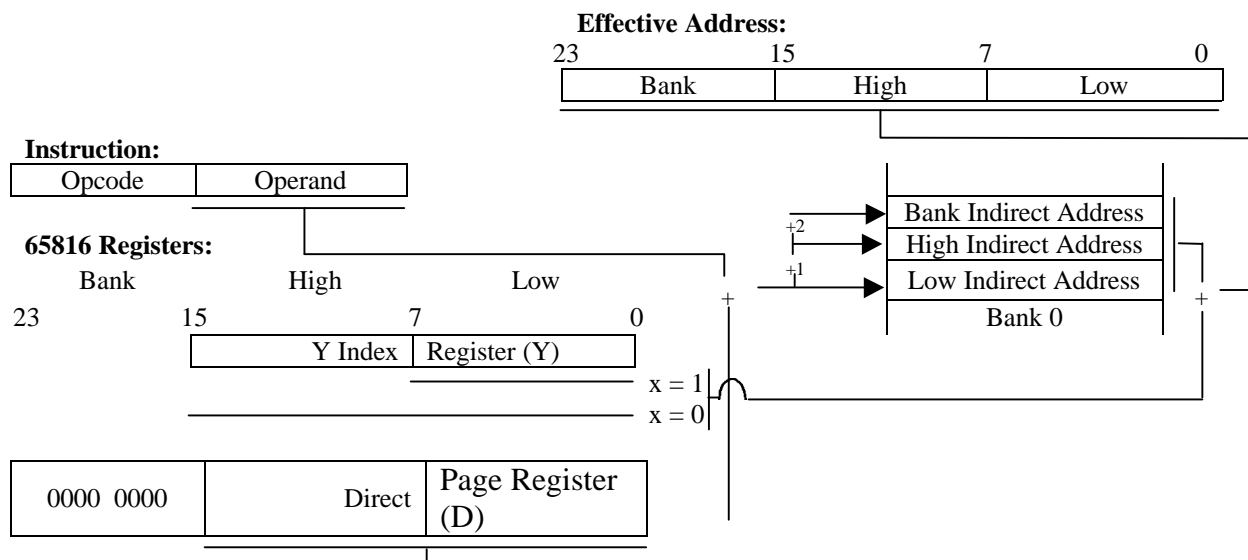 Effective Address:
23 15 7 0
Bank High Low
Instruction:
Opcode Operand
Bank Indirect Address
+2
High Indirect Address
+1
Low Indirect Address
Bank 0
+
+
65816 Registers:
Bank High Low
23 15 7 0
Y Index Register (Y)
x = 1
x = 0
0000 0000 Direct Page Register
(D)